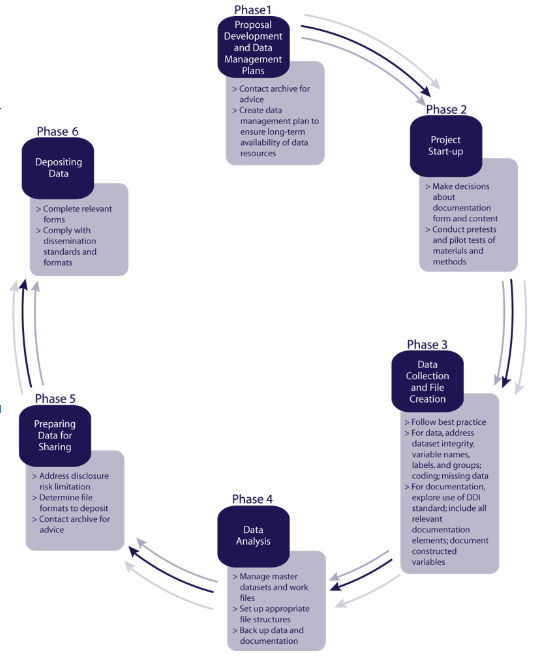 Phase1
Proposal
Development
and Data
Management
Plans
> Contact archive for
advice
> Create data
management plan to
ensure long-term
availability of data
resources
Phase 2
Project
Start-up
> Make decisions
about
documentation
form and content
> Conduct pretests
and pilot tests of
materials and
methods
Phase 3
Data
Collection
and File
Creation
> Follow best practice
> For data, address
dataset integrity,
variable names,
labels, and groups;
coding; missing data
> For documentation,
explore use of DDI
standard; include all
relevant
documentation
elements; document
constructed
variables
Phase 4
Data
Analysis
> Manage master
datasets and work
files
> Set up appropriate
file structures
> Back up data and
documentation
Phase 5
Preparing
Data for
Sharing
> Address disclosure
risk limitation
> Determine file
formats to deposit
> Contact archive for
advice
Phase 6
Depositing
Data
> Complete relevant
forms
> Comply with
dissemination
standards and
formats